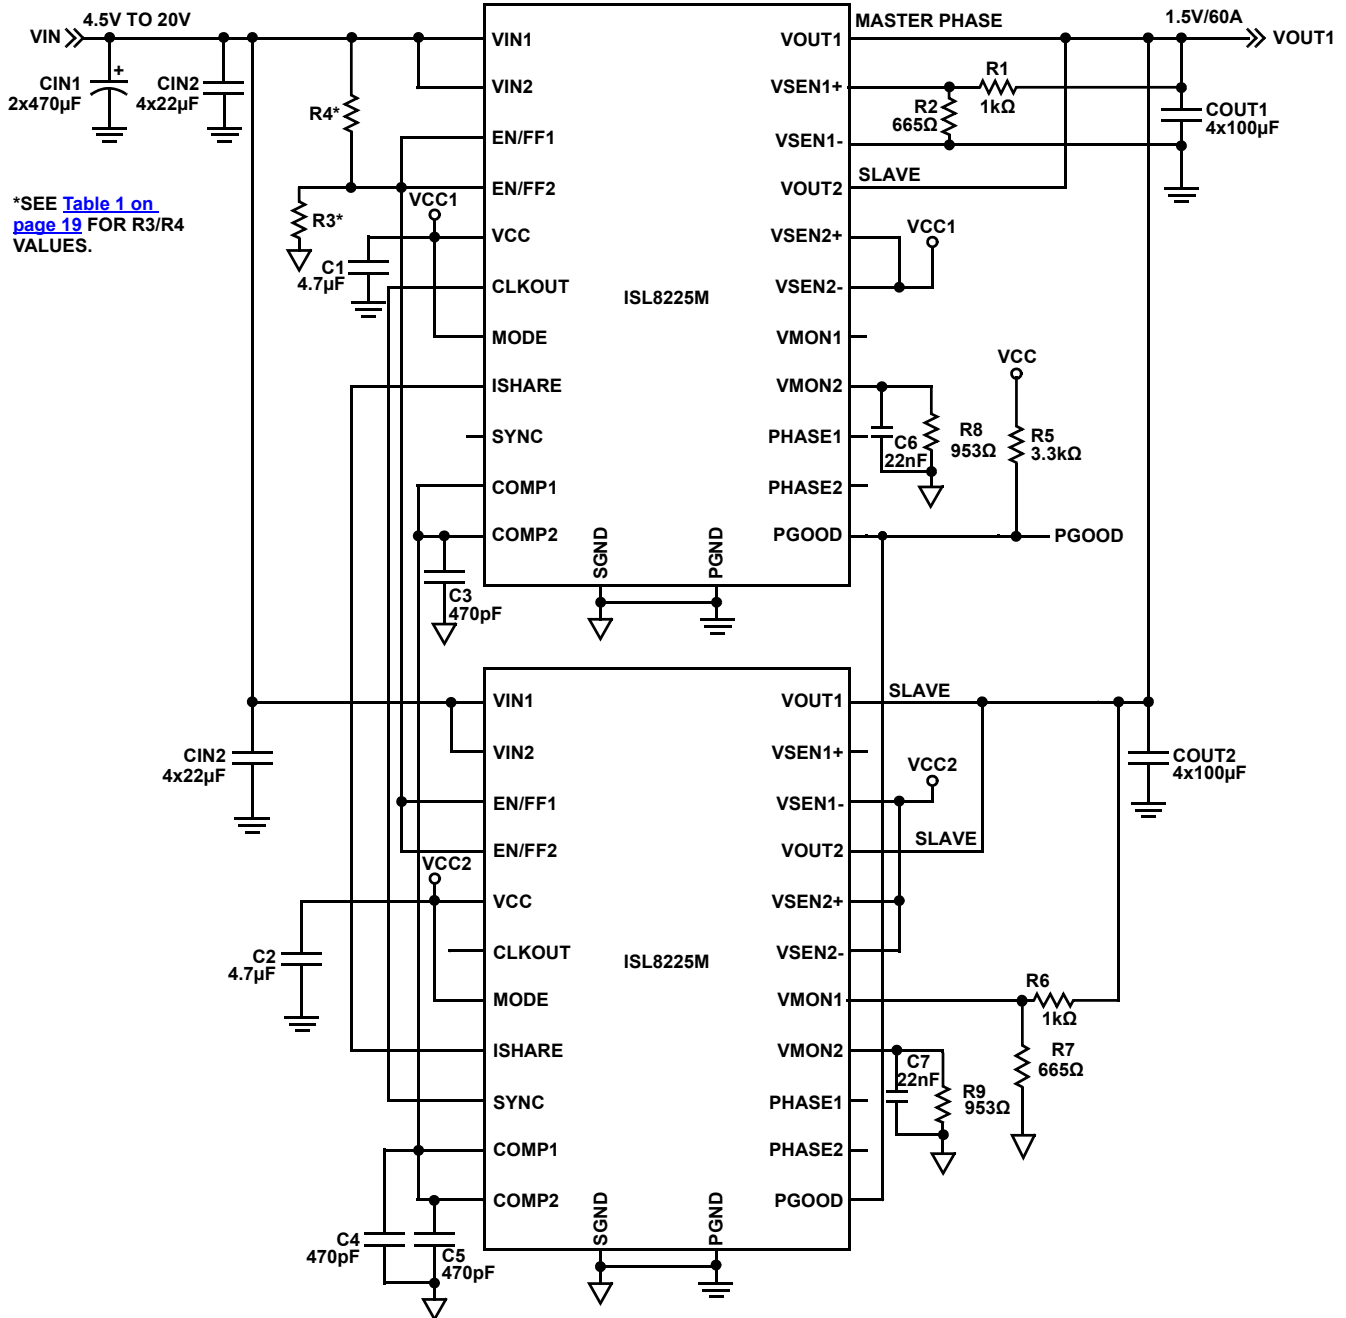 4.5V TO 20V
VIN
CIN1
2x470µF
+
CIN2
4x22µF
R4*
R3*
*SEE Table 1 on
page 19 FOR R3/R4
VALUES.
VCC1
C1
4.7µF
C3
470pF
VIN1
VIN2
EN/FF1
EN/FF2
VCC
CLKOUT
MODE
ISHARE
SYNC
COMP1
COMP2
ISL8225M
SGND
PGND
VOUT1
VSEN1+
VSEN1-
VOUT2
VSEN2+
VSEN2-
VMON1
VMON2
PHASE1
PHASE2
PGOOD
MASTER PHASE
1.5V/60A
VOUT1
R1
1kΩ
R2
665Ω
COUT1
4x100µF
SLAVE
VCC1
VCC
C6
22nF
R8
953Ω
R5
3.3kΩ
PGOOD
CIN2
4x22µF
VCC2
C2
4.7µF
C4
470pF
C5
470pF
VIN1
VIN2
EN/FF1
EN/FF2
VCC
CLKOUT
MODE
ISHARE
SYNC
COMP1
COMP2
ISL8225M
SGND
PGND
VOUT1
VSEN1+
VSEN1-
VOUT2
VSEN2+
VSEN2-
VMON1
VMON2
PHASE1
PHASE2
PGOOD
SLAVE
VCC2
SLAVE
COUT2
4x100µF
R6
1kΩ
R7
665Ω
C7
22nF
R9
953Ω